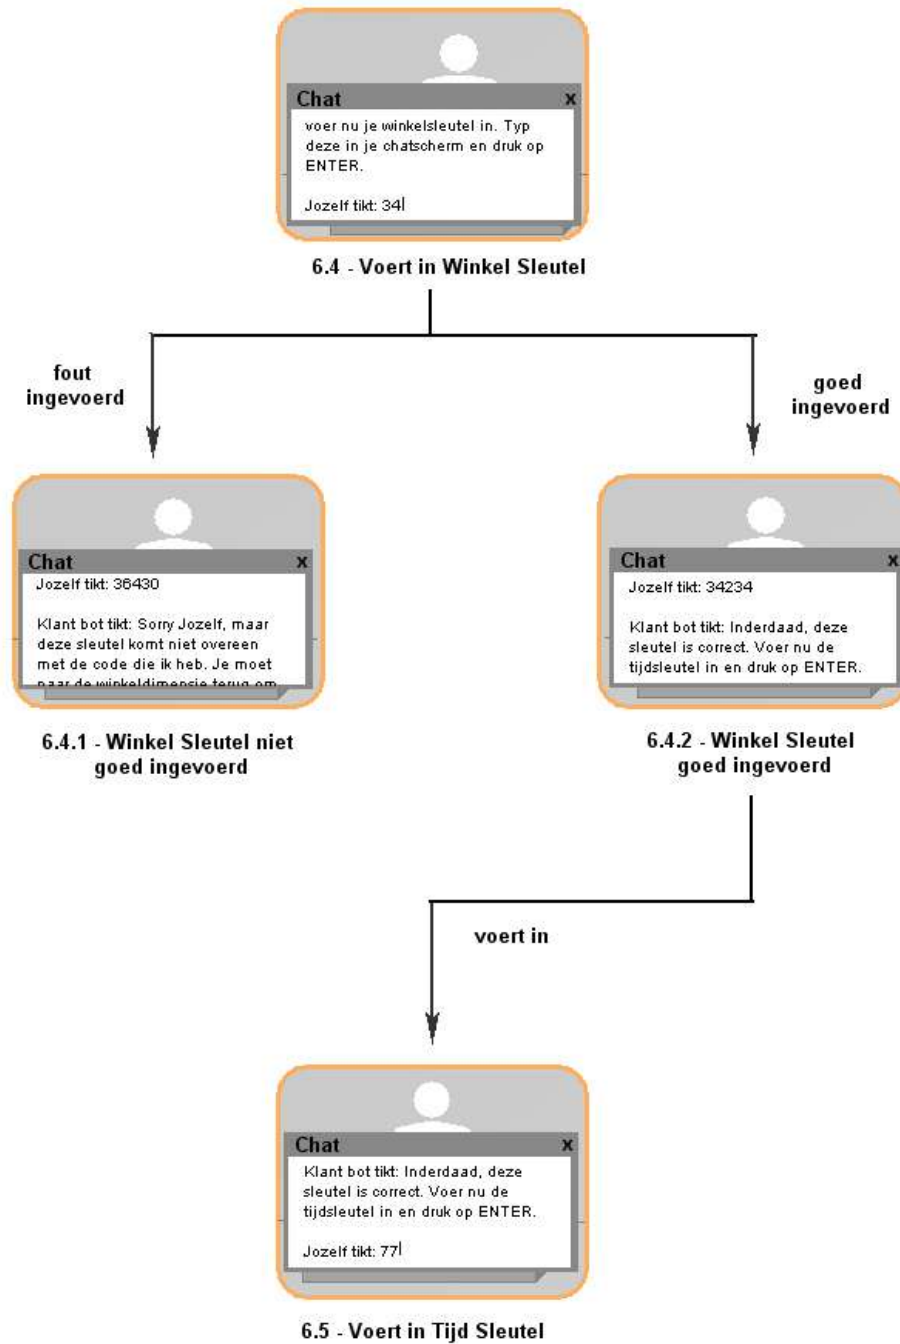 Chat x
voer nu je winkelsleutel in. Typ
deze in je chatscherm en druk op
ENTER.
Jozelf tikt: 34
6.4 - Voert in Winkel Sleutel
fout
ingevoerd
goed
ingevoerd
Chat x
Jozelf tikt: 36430
Klant bot tikt: Sorry Jozelf, maar
deze sleutel komt niet overeen
met de code die ik heb. Je moet
naar de winkeldimensie terug om
6.4.1 - Winkel Sleutel niet
goed ingevoerd
Chat x
Jozelf tikt: 34234
Klant bot tikt: Inderdaad, deze
sleutel is correct. Voer nu de
tijdsleutel in en druk op ENTER.
6.4.2 - Winkel Sleutel
goed ingevoerd
voert in
Chat x
Klant bot tikt: Inderdaad, deze
sleutel is correct. Voer nu de
tijdsleutel in en druk op ENTER.
Jozelf tikt: 77
6.5 - Voert in Tijd Sleutel